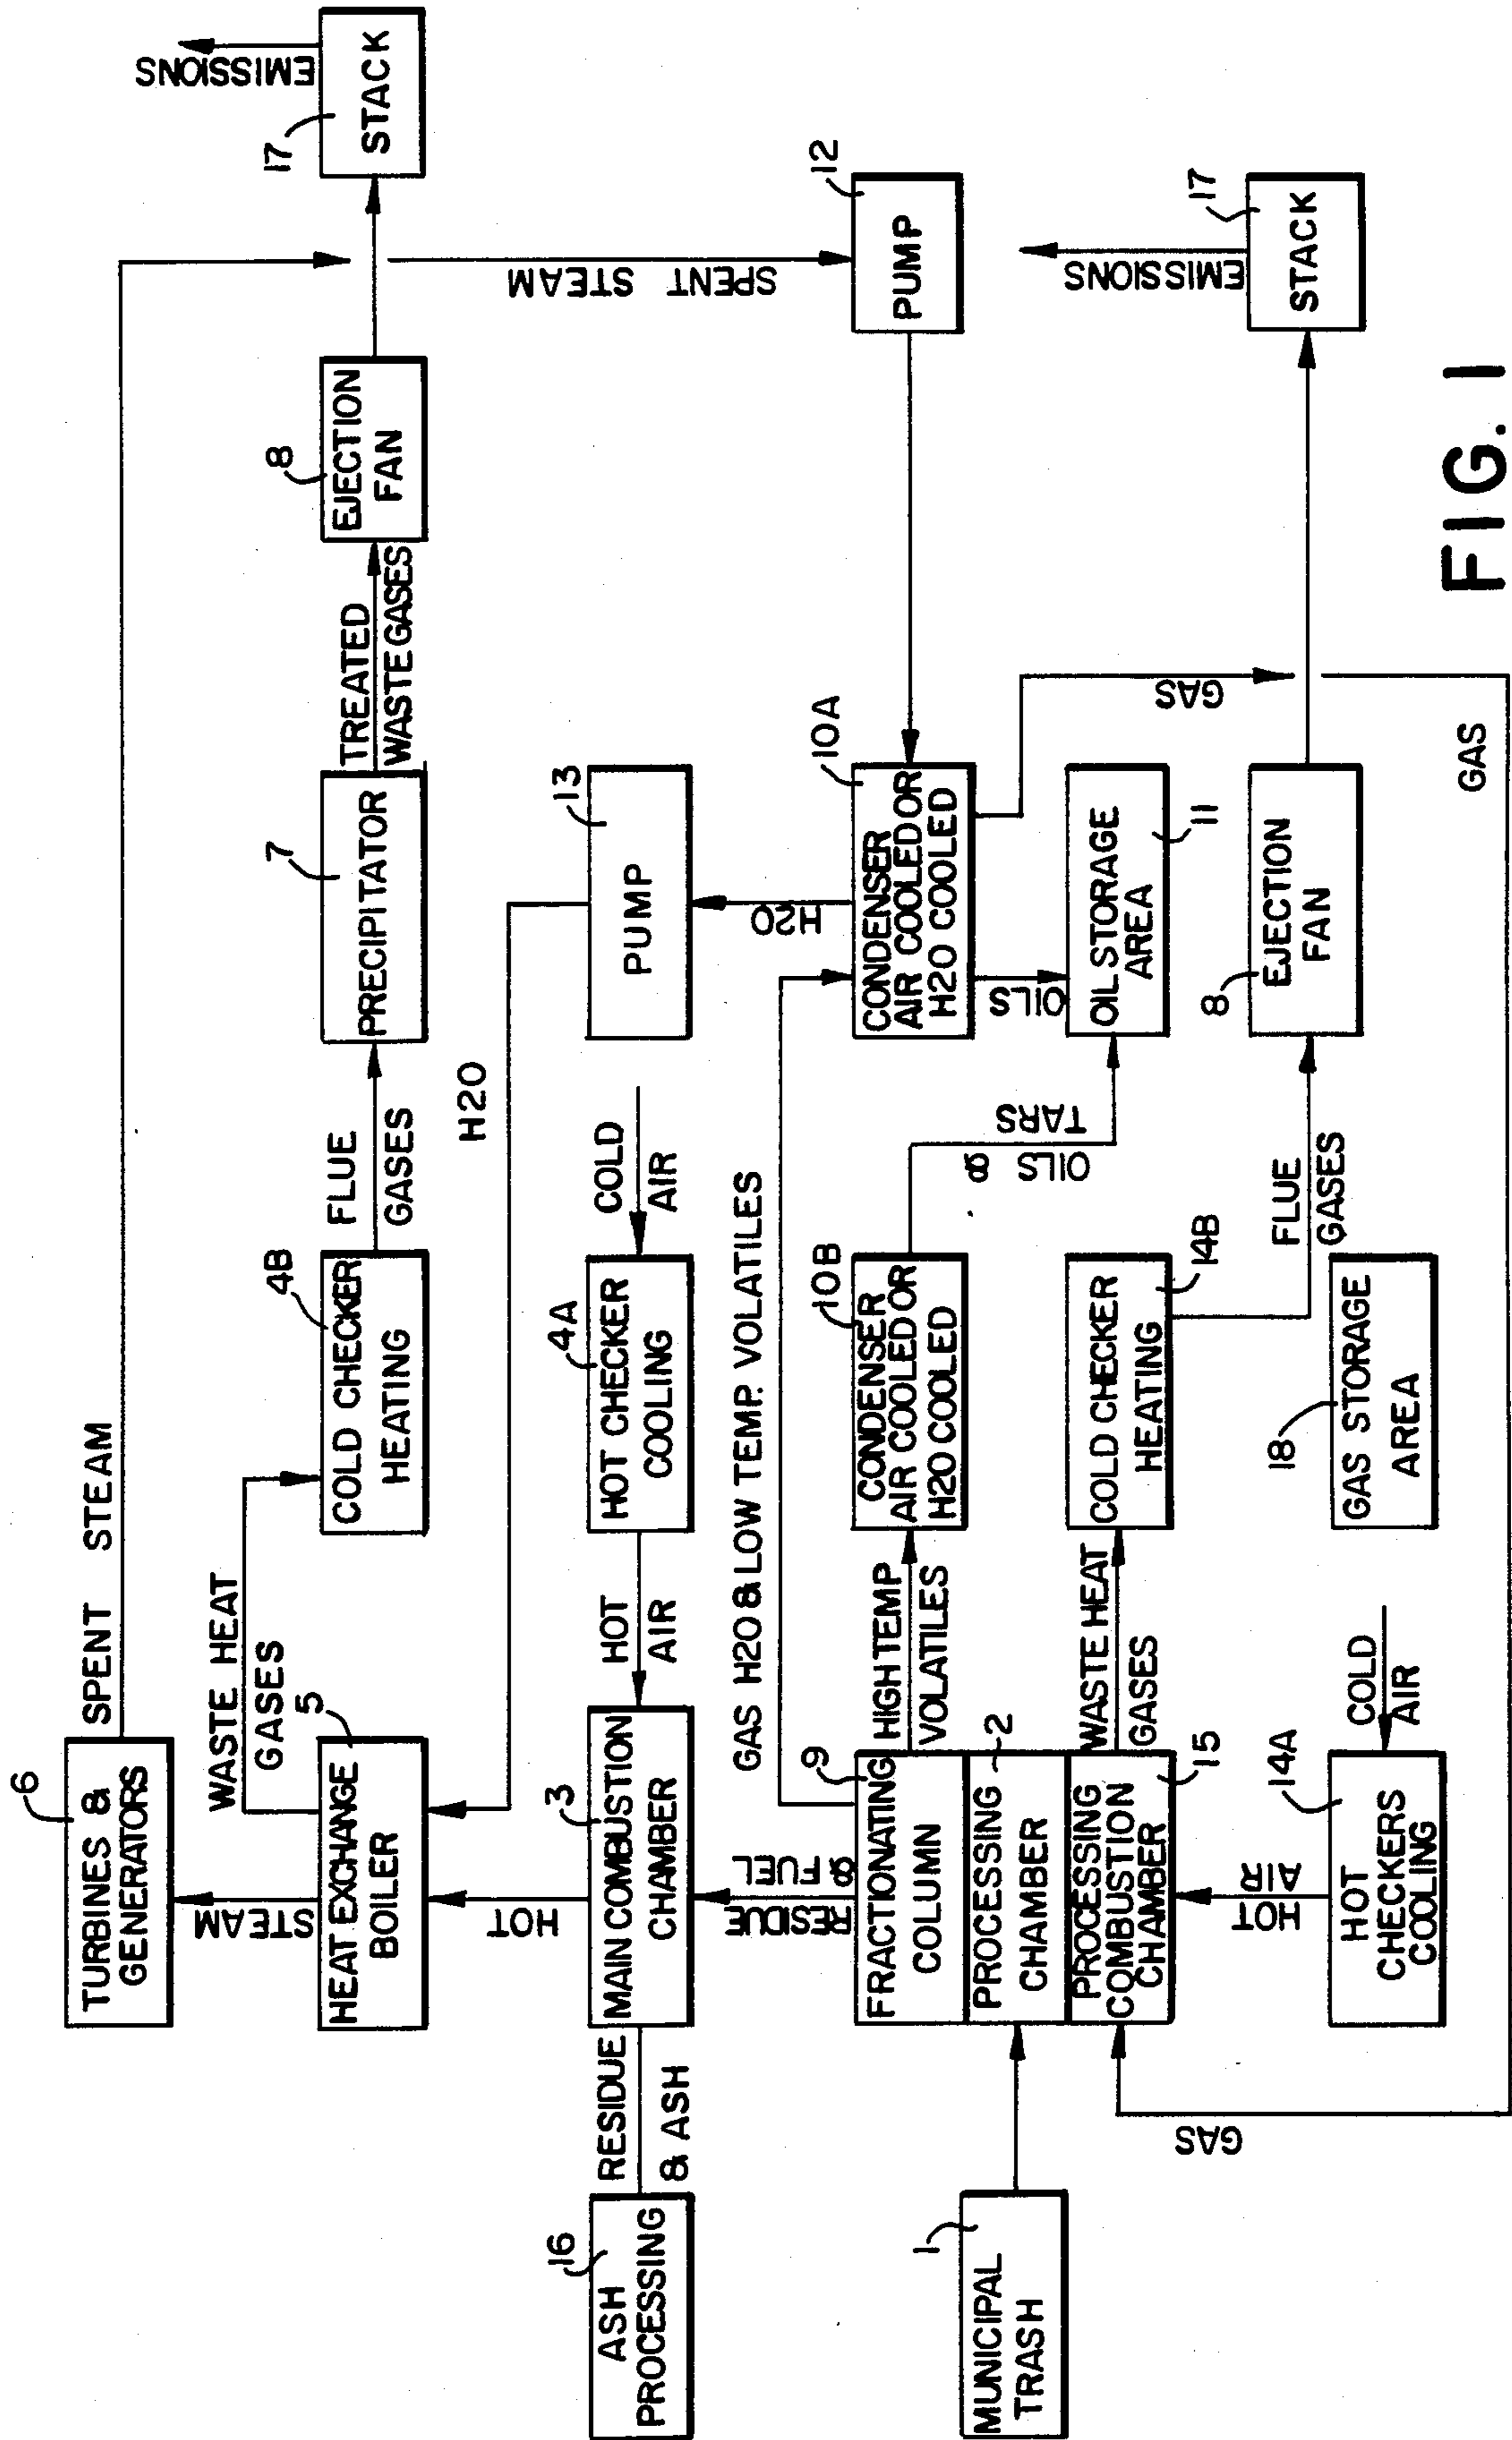 6
TURBINES &
GENERATORS
SPENT STEAM
STEAM
5
HEAT EXCHANGE
BOILER
WASTE HEAT
GASES
4B
COLD CHECKER
HEATING
FLUE
GASES
7
PRECIPITATOR
TREATED
WASTE GASES
8
EJECTION
FAN
17
STACK
EMISSIONS
HOT
H2O
16
ASH
PROCESSING
RESIDUE
& ASH
3
MAIN COMBUSTION
CHAMBER
HOT
AIR
4A
HOT CHECKER
COOLING
COLD
AIR
13
PUMP
SPENT STEAM
RESIDUE
& FUEL
GAS H2O & LOW TEMP. VOLATILES
H2O
9
FRACTIONATING
COLUMN
HIGH TEMP
VOLATILES
10B
CONDENSER
AIR COOLED OR
H2O COOLED
10A
CONDENSER
AIR COOLED OR
H2O COOLED
12
PUMP
1
MUNICIPAL
TRASH
2
PROCESSING
CHAMBER
OILS &
TARS
OILS
GAS
15
PROCESSING
COMBUSTION
CHAMBER
WASTE HEAT
GASES
14B
COLD CHECKER
HEATING
11
OIL STORAGE
AREA
EMISSIONS
GAS
HOT
AIR
FLUE
GASES
8
EJECTION
FAN
17
STACK
14A
HOT
CHECKERS
COOLING
COLD
AIR
18
GAS STORAGE
AREA
GAS
FIG. 1